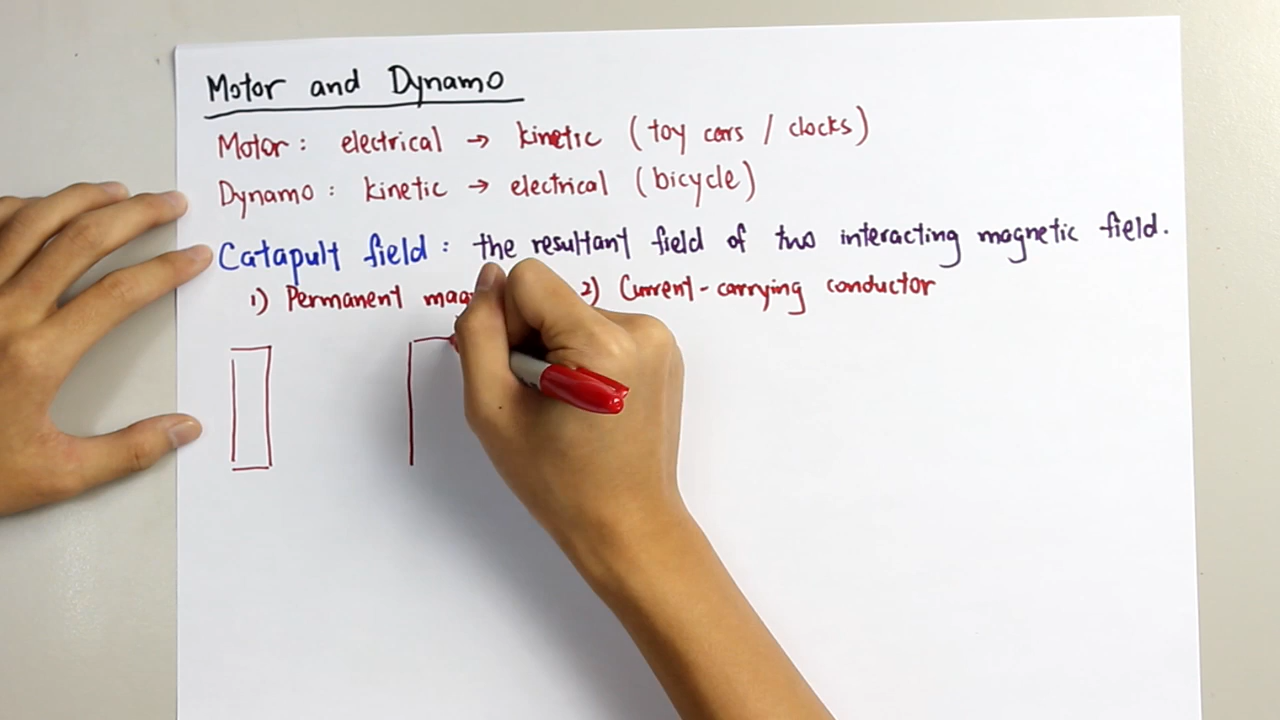 Motor and Dynamo
Motor : electrical → kinetic (toy cars / clocks)
Dynamo : kinetic → electrical (bicycle)
Catapult field : the resultant field of two interacting magnetic field.
1) Permanent 2) Current-carrying conductor